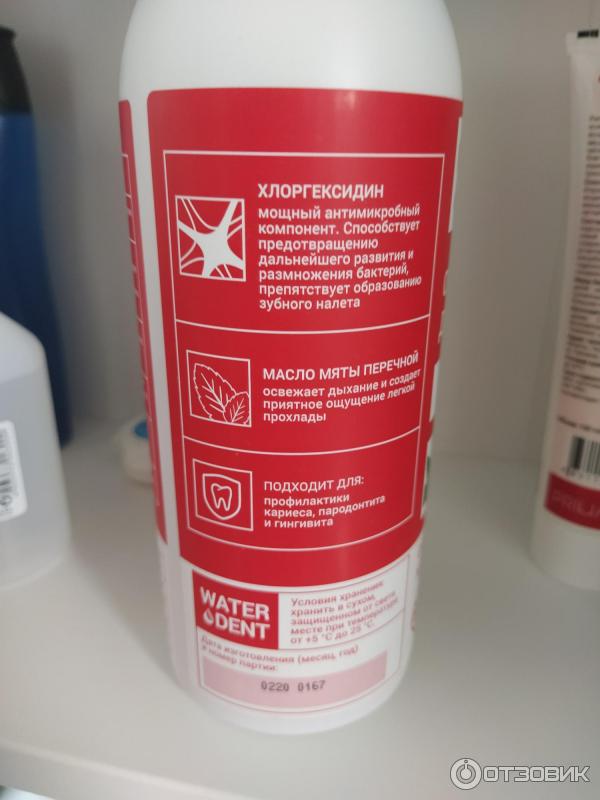 ХЛОРГЕКСИДИН
мощный антимикробный
компонент. Способствует
предотвращению
дальнейшего развития и
размножения бактерий,
препятствует образованию
зубного налета
МАСЛО МЯТЫ ПЕРЕЧНОЙ
освежает дыхание и создает
приятное ощущение легкой
прохлады
ПОДХОДИТ ДЛЯ:
профилактики
кариеса, пародонтита
и гингивита
WATER
DENT
Условия хранения:
хранить в сухом,
защищенном от света
месте при температуре
от +5 °C до 25 °C.
Дата изготовления (месяц, год)
и номер партии:
0220 0167
ОТЗОВИК